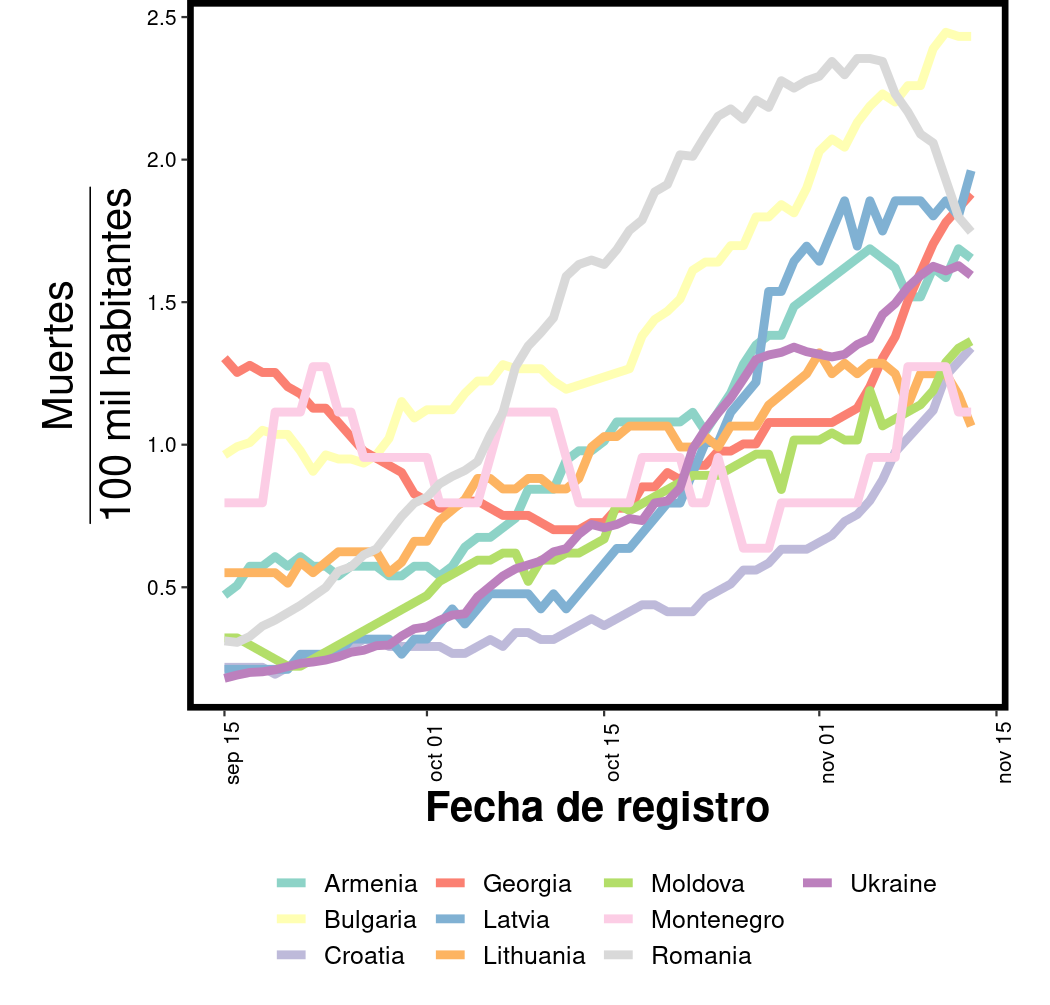 Muertes
100 mil habitantes
2.5
2.0
1.5
1.0
0.5
sep 15
oct 01
oct 15
nov 01
nov 15
Fecha de registro
Armenia
Georgia
Moldova
Ukraine
Bulgaria
Latvia
Montenegro
Croatia
Lithuania
Romania